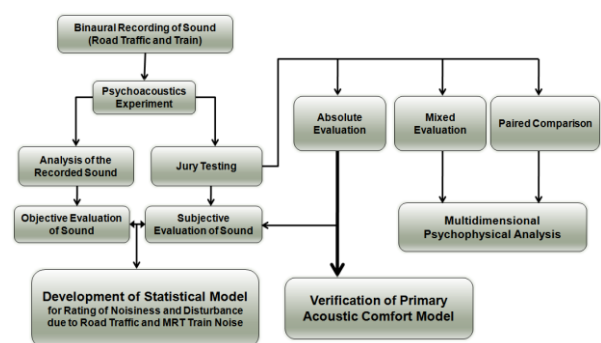 Binaural Recording of Sound
(Road Traffic and Train)
Psychoacoustics
Experiment
Absolute
Evaluation
Mixed
Evaluation
Paired Comparison
Analysis of the
Recorded Sound
Jury Testing
Objective Evaluation
of Sound
Subjective
Evaluation of Sound
Multidimensional
Psychophysical Analysis
Development of Statistical Model
for Rating of Noisiness and Disturbance
due to Road Traffic and MRT Train Noise
Verification of Primary
Acoustic Comfort Model